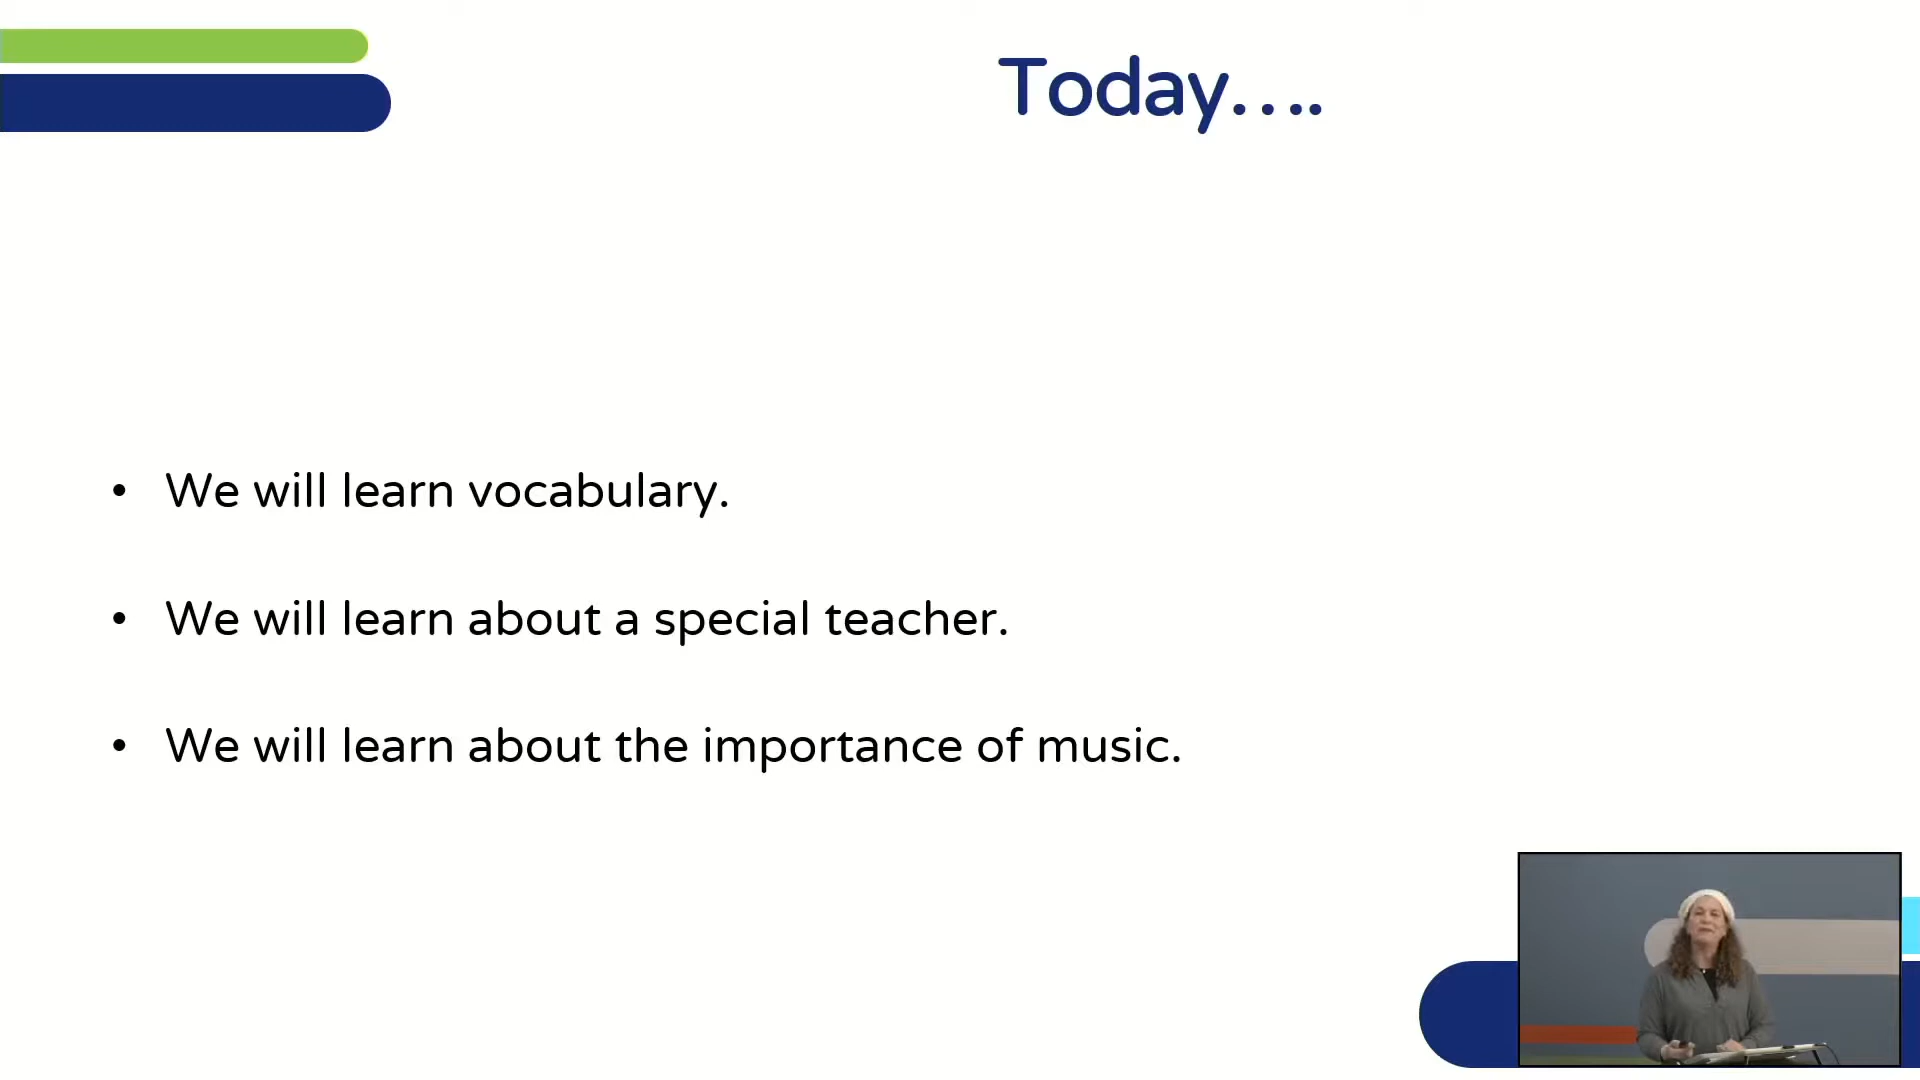 Today....
• We will learn vocabulary.
• We will learn about a special teacher.
• We will learn about the importance of music.